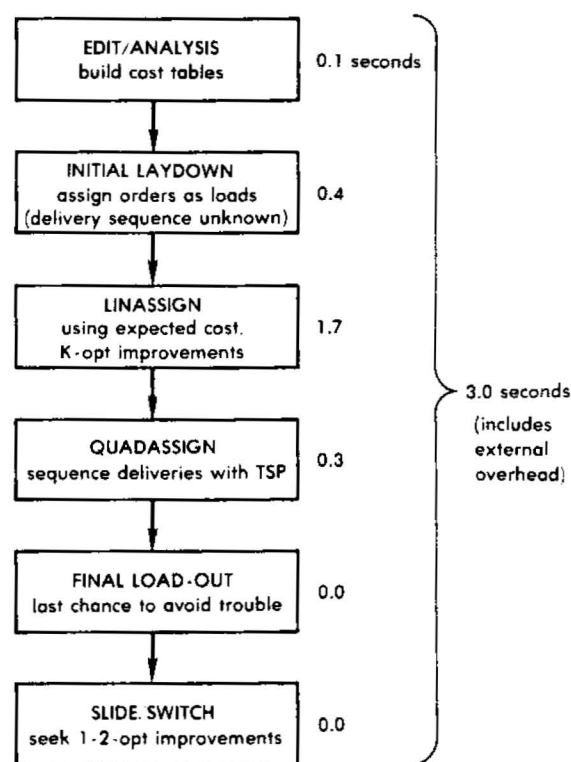 EDIT/ANALYSIS
build cost tables
0.1 seconds
INITIAL LAYDOWN
assign orders as loads
(delivery sequence unknown)
0.4
LINASSIGN
using expected cost.
K-opt improvements
1.7
QUADASSIGN
sequence deliveries with TSP
0.3
FINAL LOAD-OUT
last chance to avoid trouble
0.0
SLIDE. SWITCH
seek 1-2-opt improvements
0.0
3.0 seconds
(includes
external
overhead)